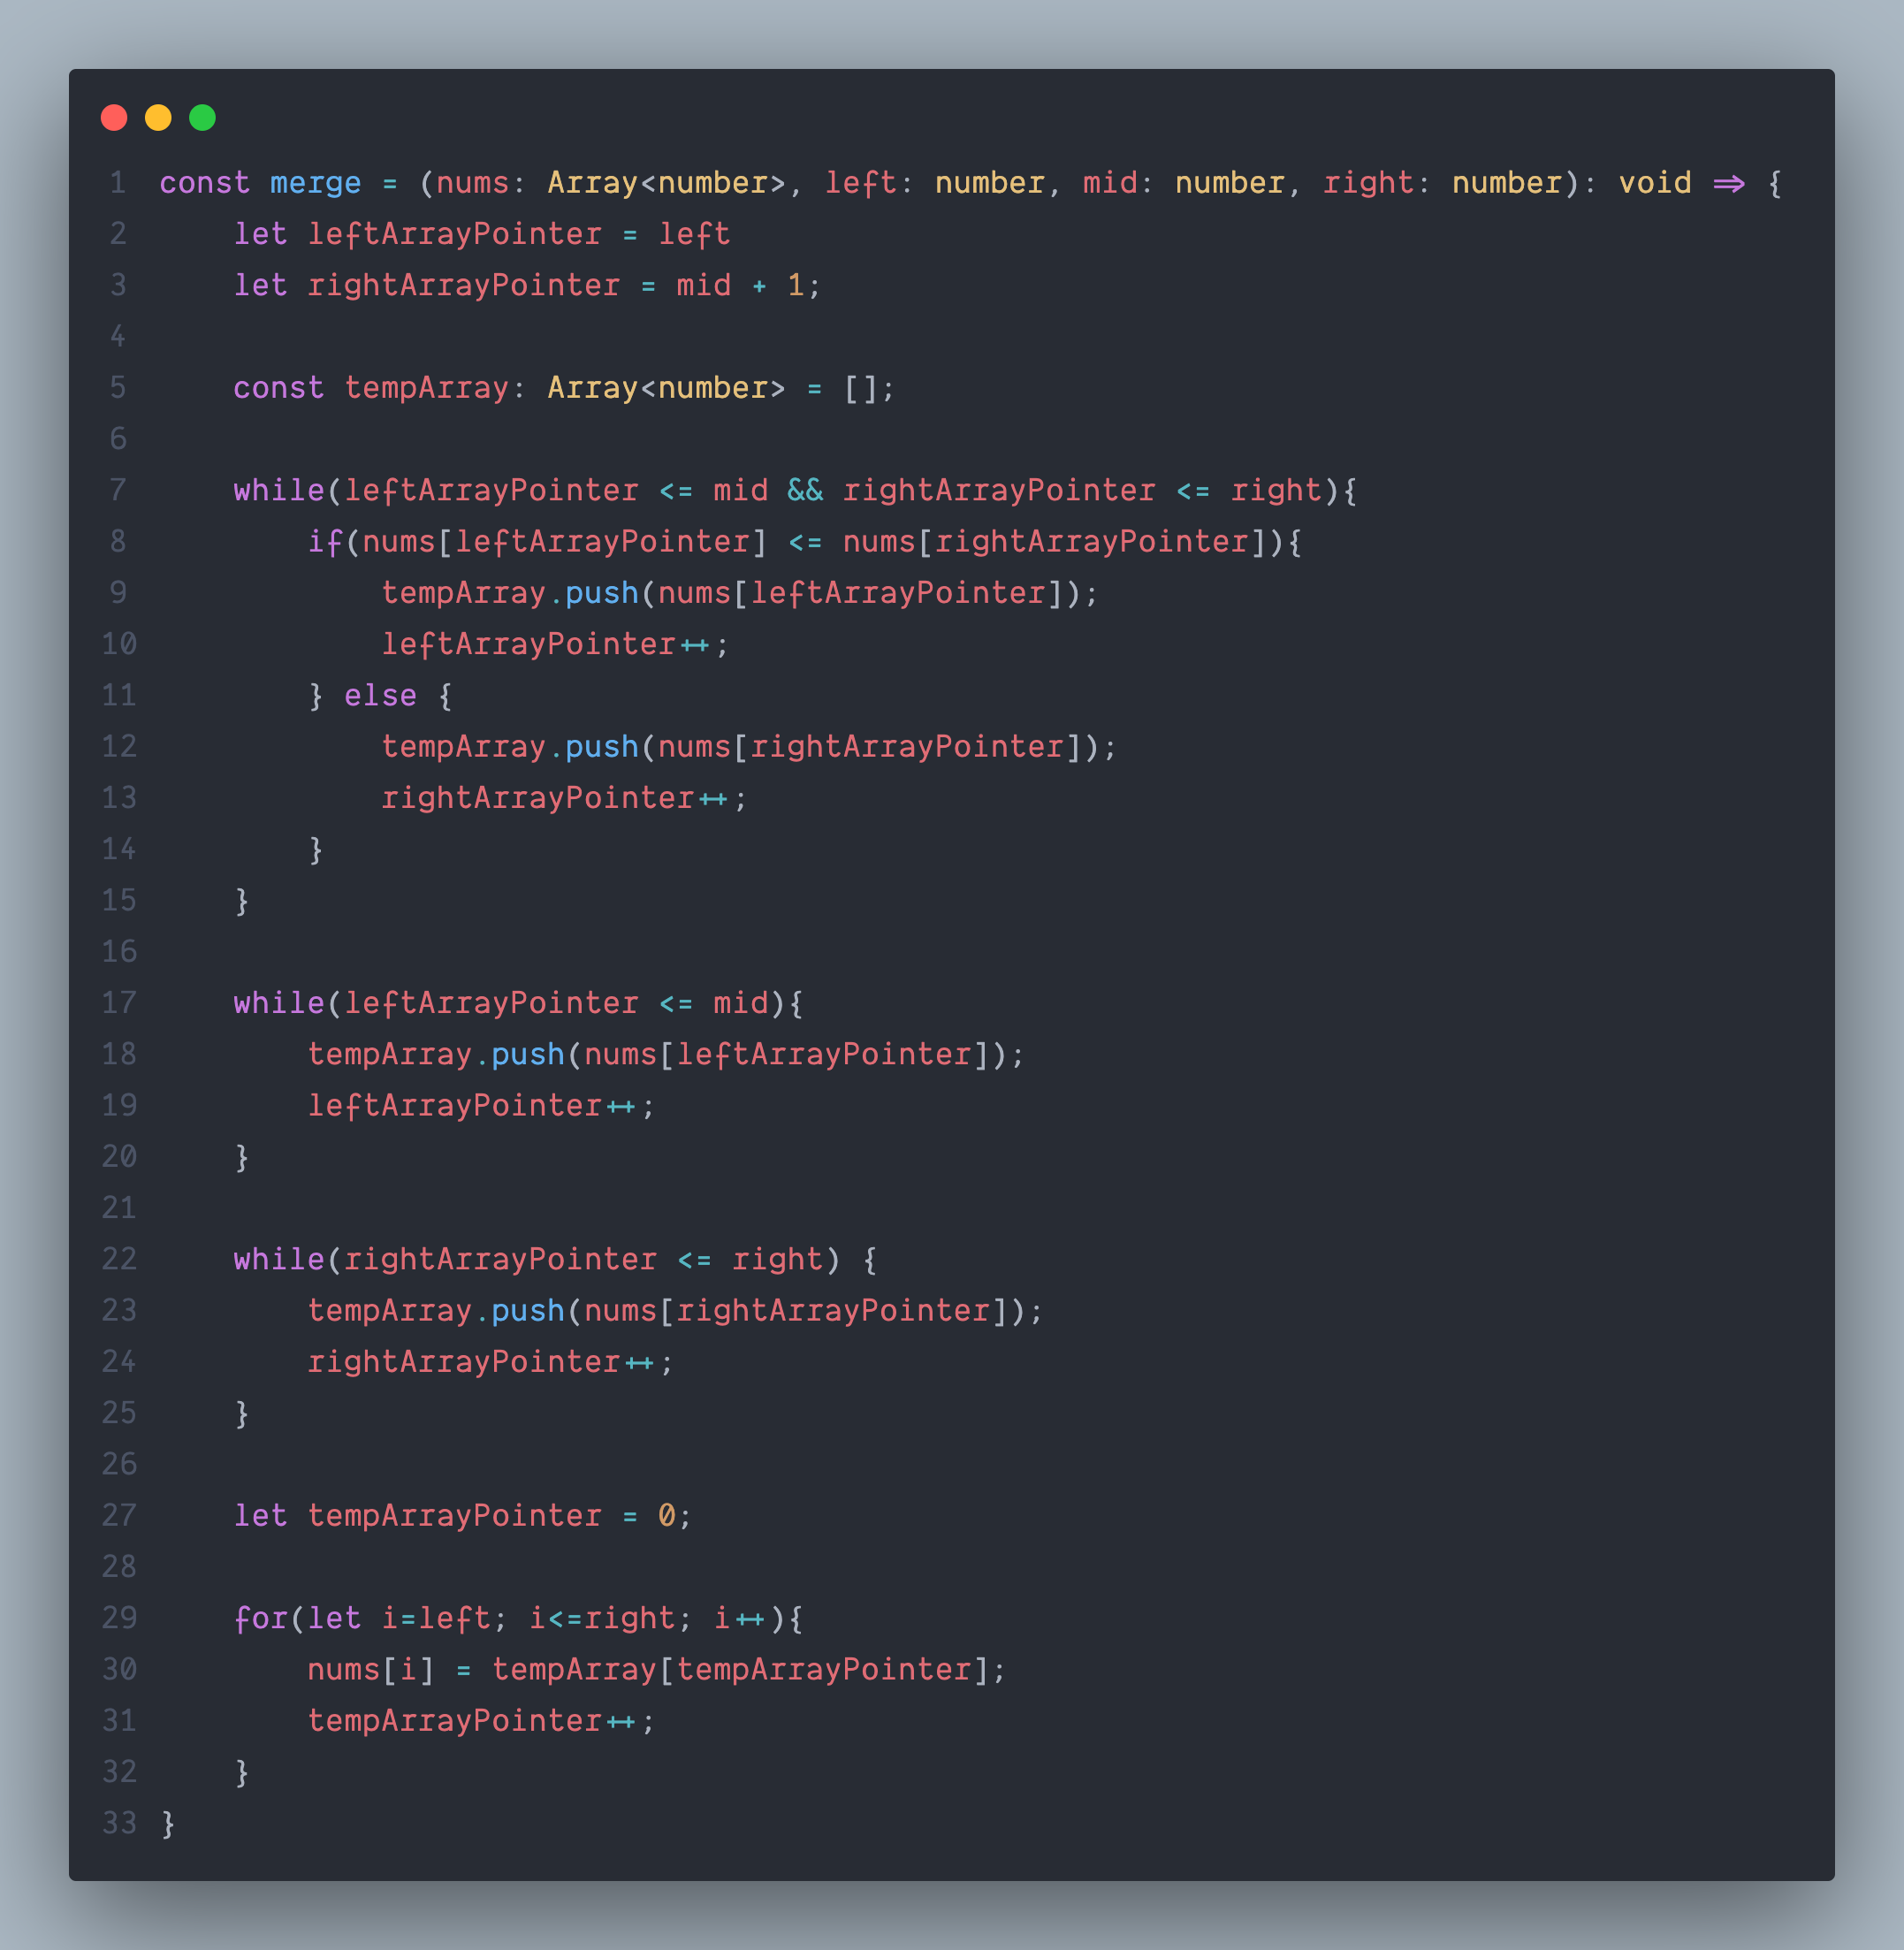 1 const merge = (nums: Array<number>, left: number, mid: number, right: number): void => {
2     let leftArrayPointer = left
3     let rightArrayPointer = mid + 1;
4
5     const tempArray: Array<number> = [];
6
7     while(leftArrayPointer <= mid && rightArrayPointer <= right){
8         if(nums[leftArrayPointer] <= nums[rightArrayPointer]){
9             tempArray.push(nums[leftArrayPointer]);
10             leftArrayPointer++;
11         } else {
12             tempArray.push(nums[rightArrayPointer]);
13             rightArrayPointer++;
14         }
15     }
16
17     while(leftArrayPointer <= mid){
18         tempArray.push(nums[leftArrayPointer]);
19         leftArrayPointer++;
20     }
21
22     while(rightArrayPointer <= right) {
23         tempArray.push(nums[rightArrayPointer]);
24         rightArrayPointer++;
25     }
26
27     let tempArrayPointer = 0;
28
29     for(let i=left; i<=right; i++){
30         nums[i] = tempArray[tempArrayPointer];
31         tempArrayPointer++;
32     }
33 }